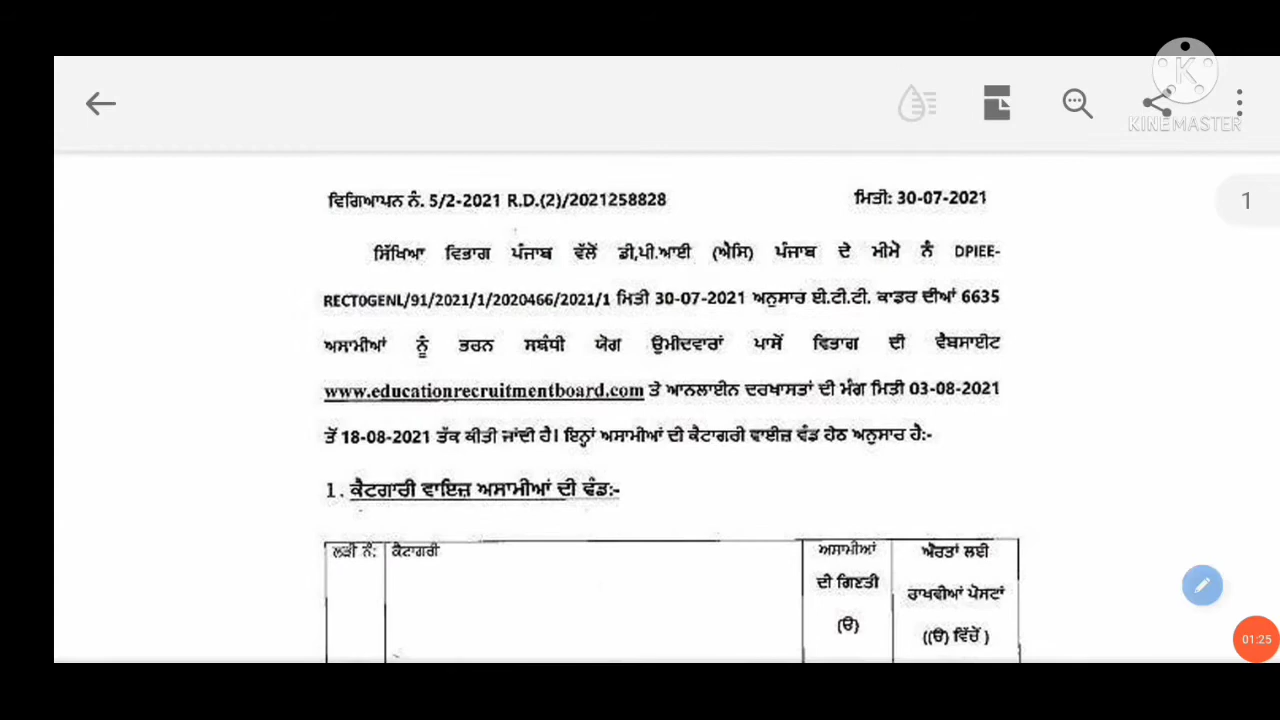 KINEMASTER
1
ਵਿਗਿਆਪਨ ਨੰ. 5/2-2021 R.D.(2)/2021258828 ਮਿਤੀ: 30-07-2021
ਸਿੱਖਿਆ ਵਿਭਾਗ ਪੰਜਾਬ ਵੱਲੋਂ ਡੀ,ਪੀ.ਆਈ (ਐਸਿ) ਪੰਜਾਬ ਦੇ ਮੀਮੋ ਨੰ DPIEE-
RECT0GENL/91/2021/1/2020466/2021/1 ਮਿਤੀ 30-07-2021 ਅਨੁਸਾਰ ਈ.ਟੀ.ਟੀ. ਕਾਡਰ ਦੀਆਂ 6635
ਅਸਾਮੀਆਂ ਨੂੰ ਭਰਨ ਸਬੰਧੀ ਯੋਗ ਉਮੀਦਵਾਰਾਂ ਪਾਸੋਂ ਵਿਭਾਗ ਦੀ ਵੈਬਸਾਈਟ
www.educationrecruitmentboard.com ਤੇ ਆਨਲਾਈਨ ਦਰਖਾਸਤਾਂ ਦੀ ਮੰਗ ਮਿਤੀ 03-08-2021
ਤੋਂ 18-08-2021 ਤੱਕ ਕੀਤੀ ਜਾਂਦੀ ਹੈ। ਇਨ੍ਹਾਂ ਅਸਾਮੀਆਂ ਦੀ ਕੈਟਾਗਰੀ ਵਾਈਜ਼ ਵੰਡ ਹੇਠ ਅਨੁਸਾਰ ਹੈ:-
1. ਕੈਟਗਾਰੀ ਵਾਇਜ਼ ਅਸਾਮੀਆਂ ਦੀ ਵੰਡ:-
ਲੜੀ ਨੰ: ਕੈਟਾਗਰੀ ਅਸਾਮੀਆਂ ਔਰਤਾਂ ਲਈ
ਦੀ ਗਿਣਤੀ ਰਾਖਵੀਆਂ ਪੋਸਟਾਂ
(ੳ) ((ੳ) ਵਿੱਚੋਂ )
01:25